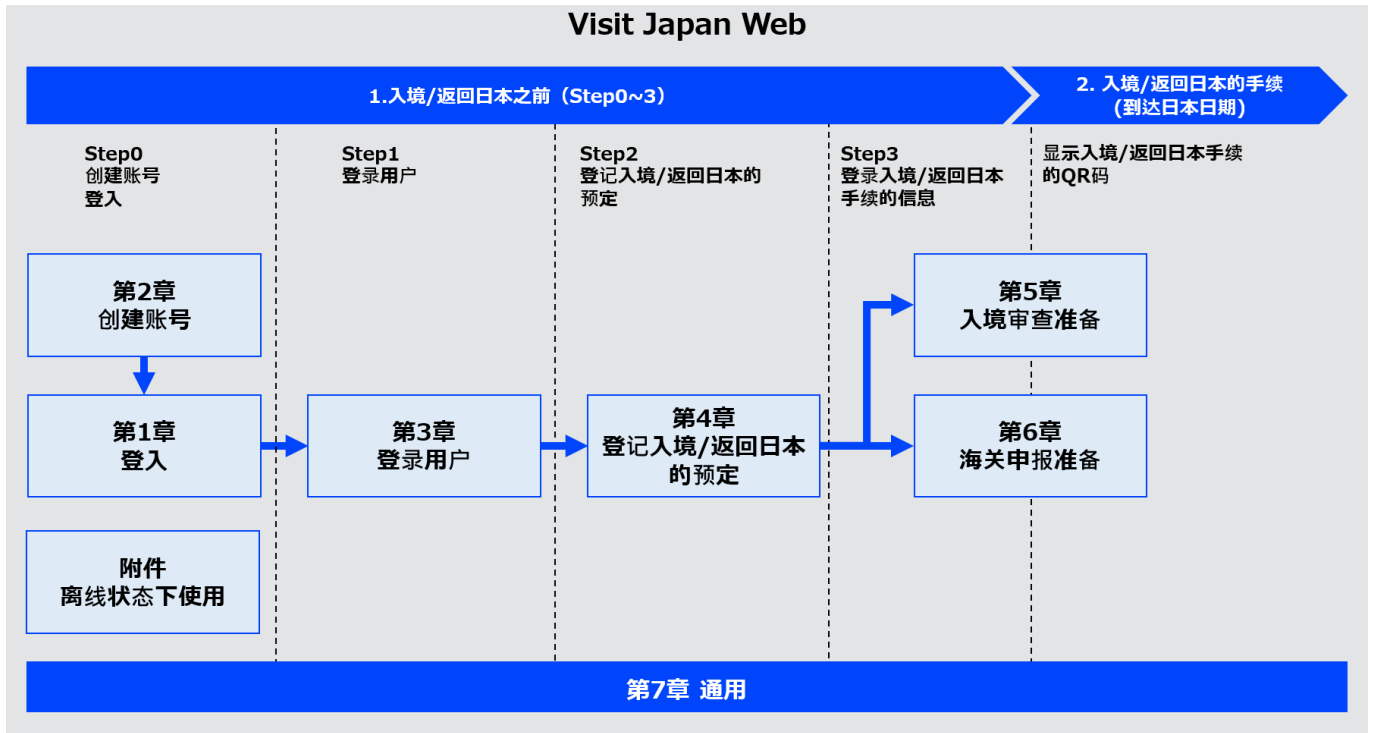 Visit Japan Web
1.入境/返回日本之前（Step0~3）
2. 入境/返回日本的手续
(到达日本日期)
Step0
创建账号
登入
Step1
登录用户
Step2
登记入境/返回日本的
预定
Step3
登录入境/返回日本
手续的信息
显示入境/返回日本手续
的QR码
第2章
创建账号
第5章
入境审查准备
第1章
登入
第3章
登录用户
第4章
登记入境/返回日本
的预定
第6章
海关申报准备
附件
离线状态下使用
第7章 通用